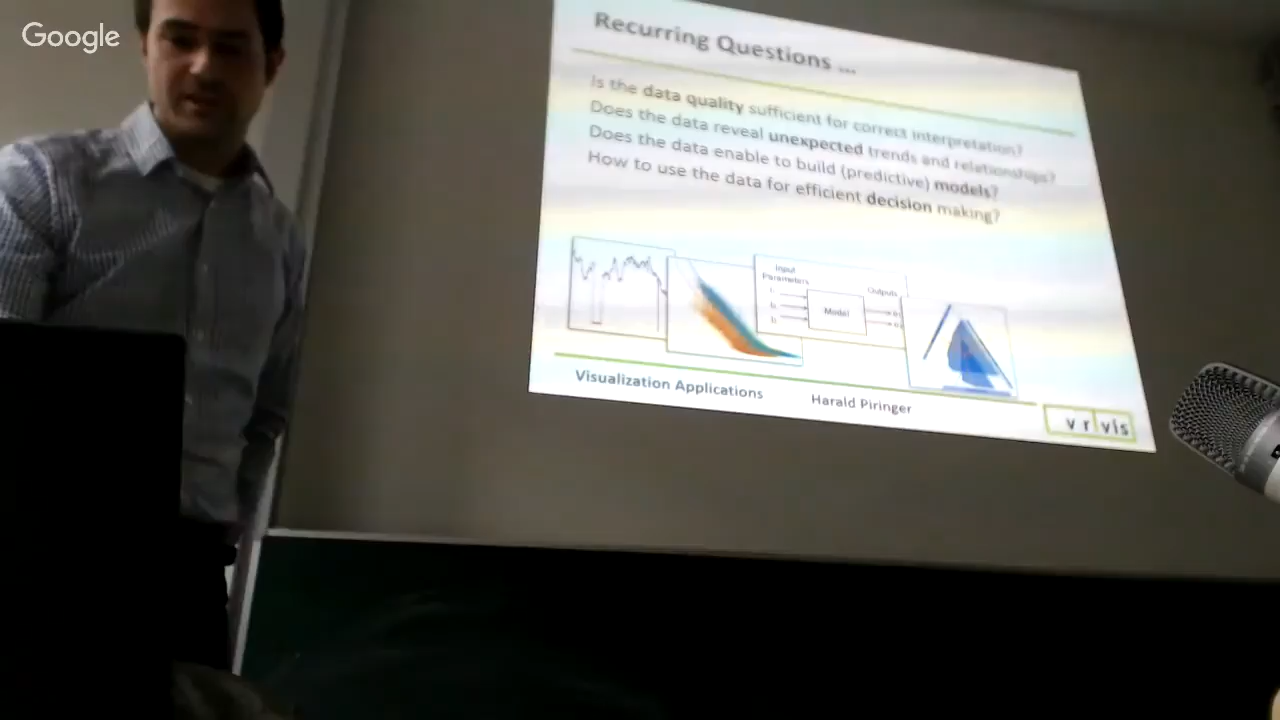 Google
Recurring Questions ...
Is the data quality sufficient for correct interpretation?
Does the data reveal unexpected trends and relationships?
Does the data enable to build (predictive) models?
How to use the data for efficient decision making?
Input
Parameters
Outputs
Model
Visualization Applications
Harald Piringer
vrvis